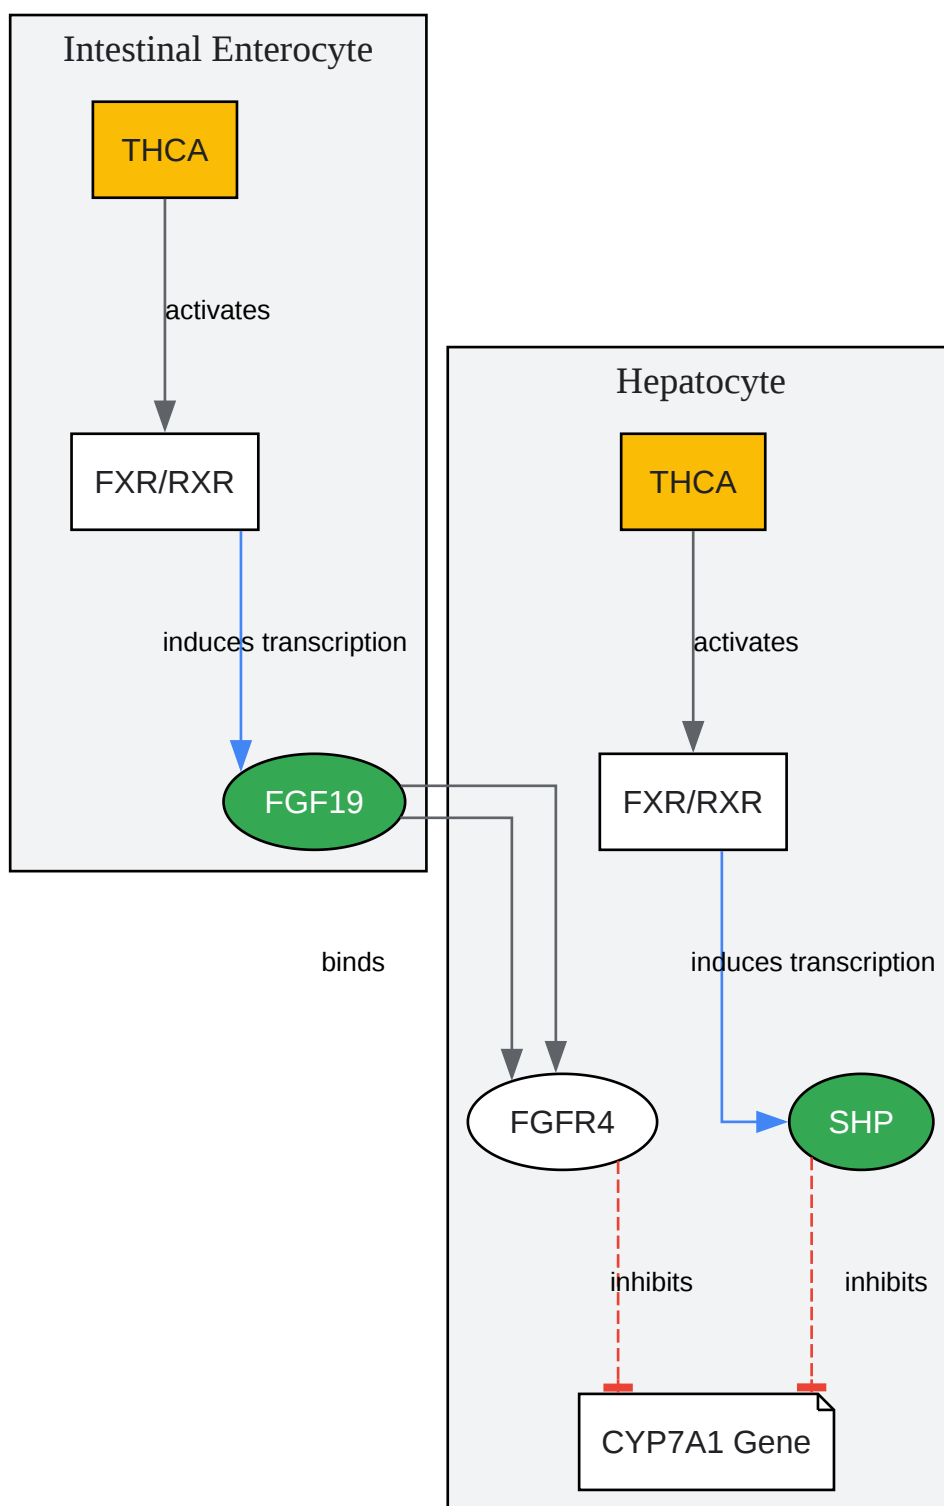 Intestinal Enterocyte
THCA
activates
FXR/RXR
induces transcription
FGF19
binds
Hepatocyte
THCA
activates
FXR/RXR
induces transcription
FGFR4
SHP
inhibits
inhibits
CYP7A1 Gene